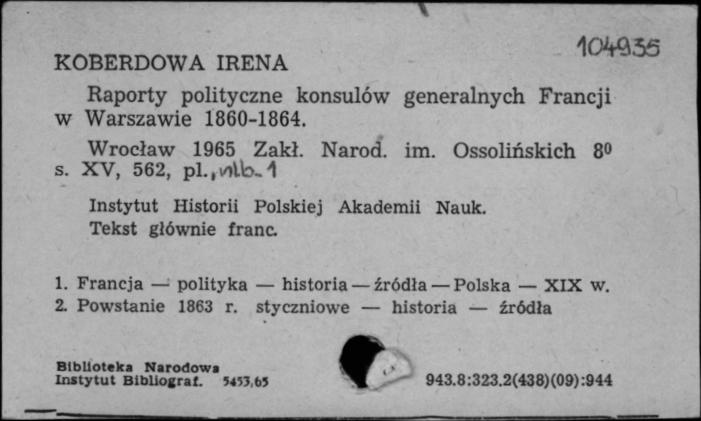 104935
KOBERDOWA IRENA
Raporty polityczne konsulów generalnych Francji
w Warszawie 1860-1864.
Wrocław 1965 Zakł. Narod. im. Ossolińskich 8⁰
s. XV, 562, pl., nlb. 1
Instytut Historii Polskiej Akademii Nauk.
Tekst głównie franc.
1. Francja — polityka — historia — źródła — Polska — XIX w.
2. Powstanie 1863 r. styczniowe — historia — źródła
Biblioteka Narodowa
Instytut Bibliograf. 5453,65
943.8:323.2(438)(09):944